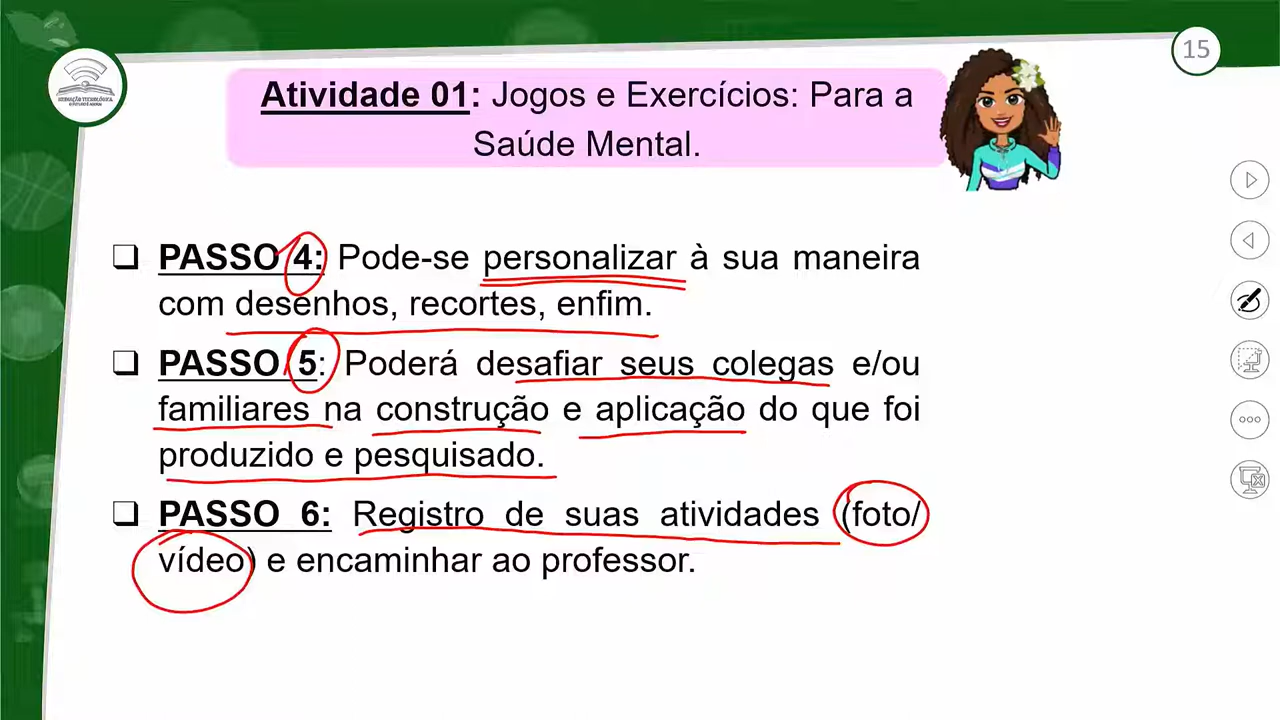 15
Atividade 01: Jogos e Exercícios: Para a
Saúde Mental.
❑ PASSO 4: Pode-se personalizar à sua maneira
com desenhos, recortes, enfim.
❑ PASSO 5: Poderá desafiar seus colegas e/ou
familiares na construção e aplicação do que foi
produzido e pesquisado.
❑ PASSO 6: Registro de suas atividades (foto/
vídeo) e encaminhar ao professor.